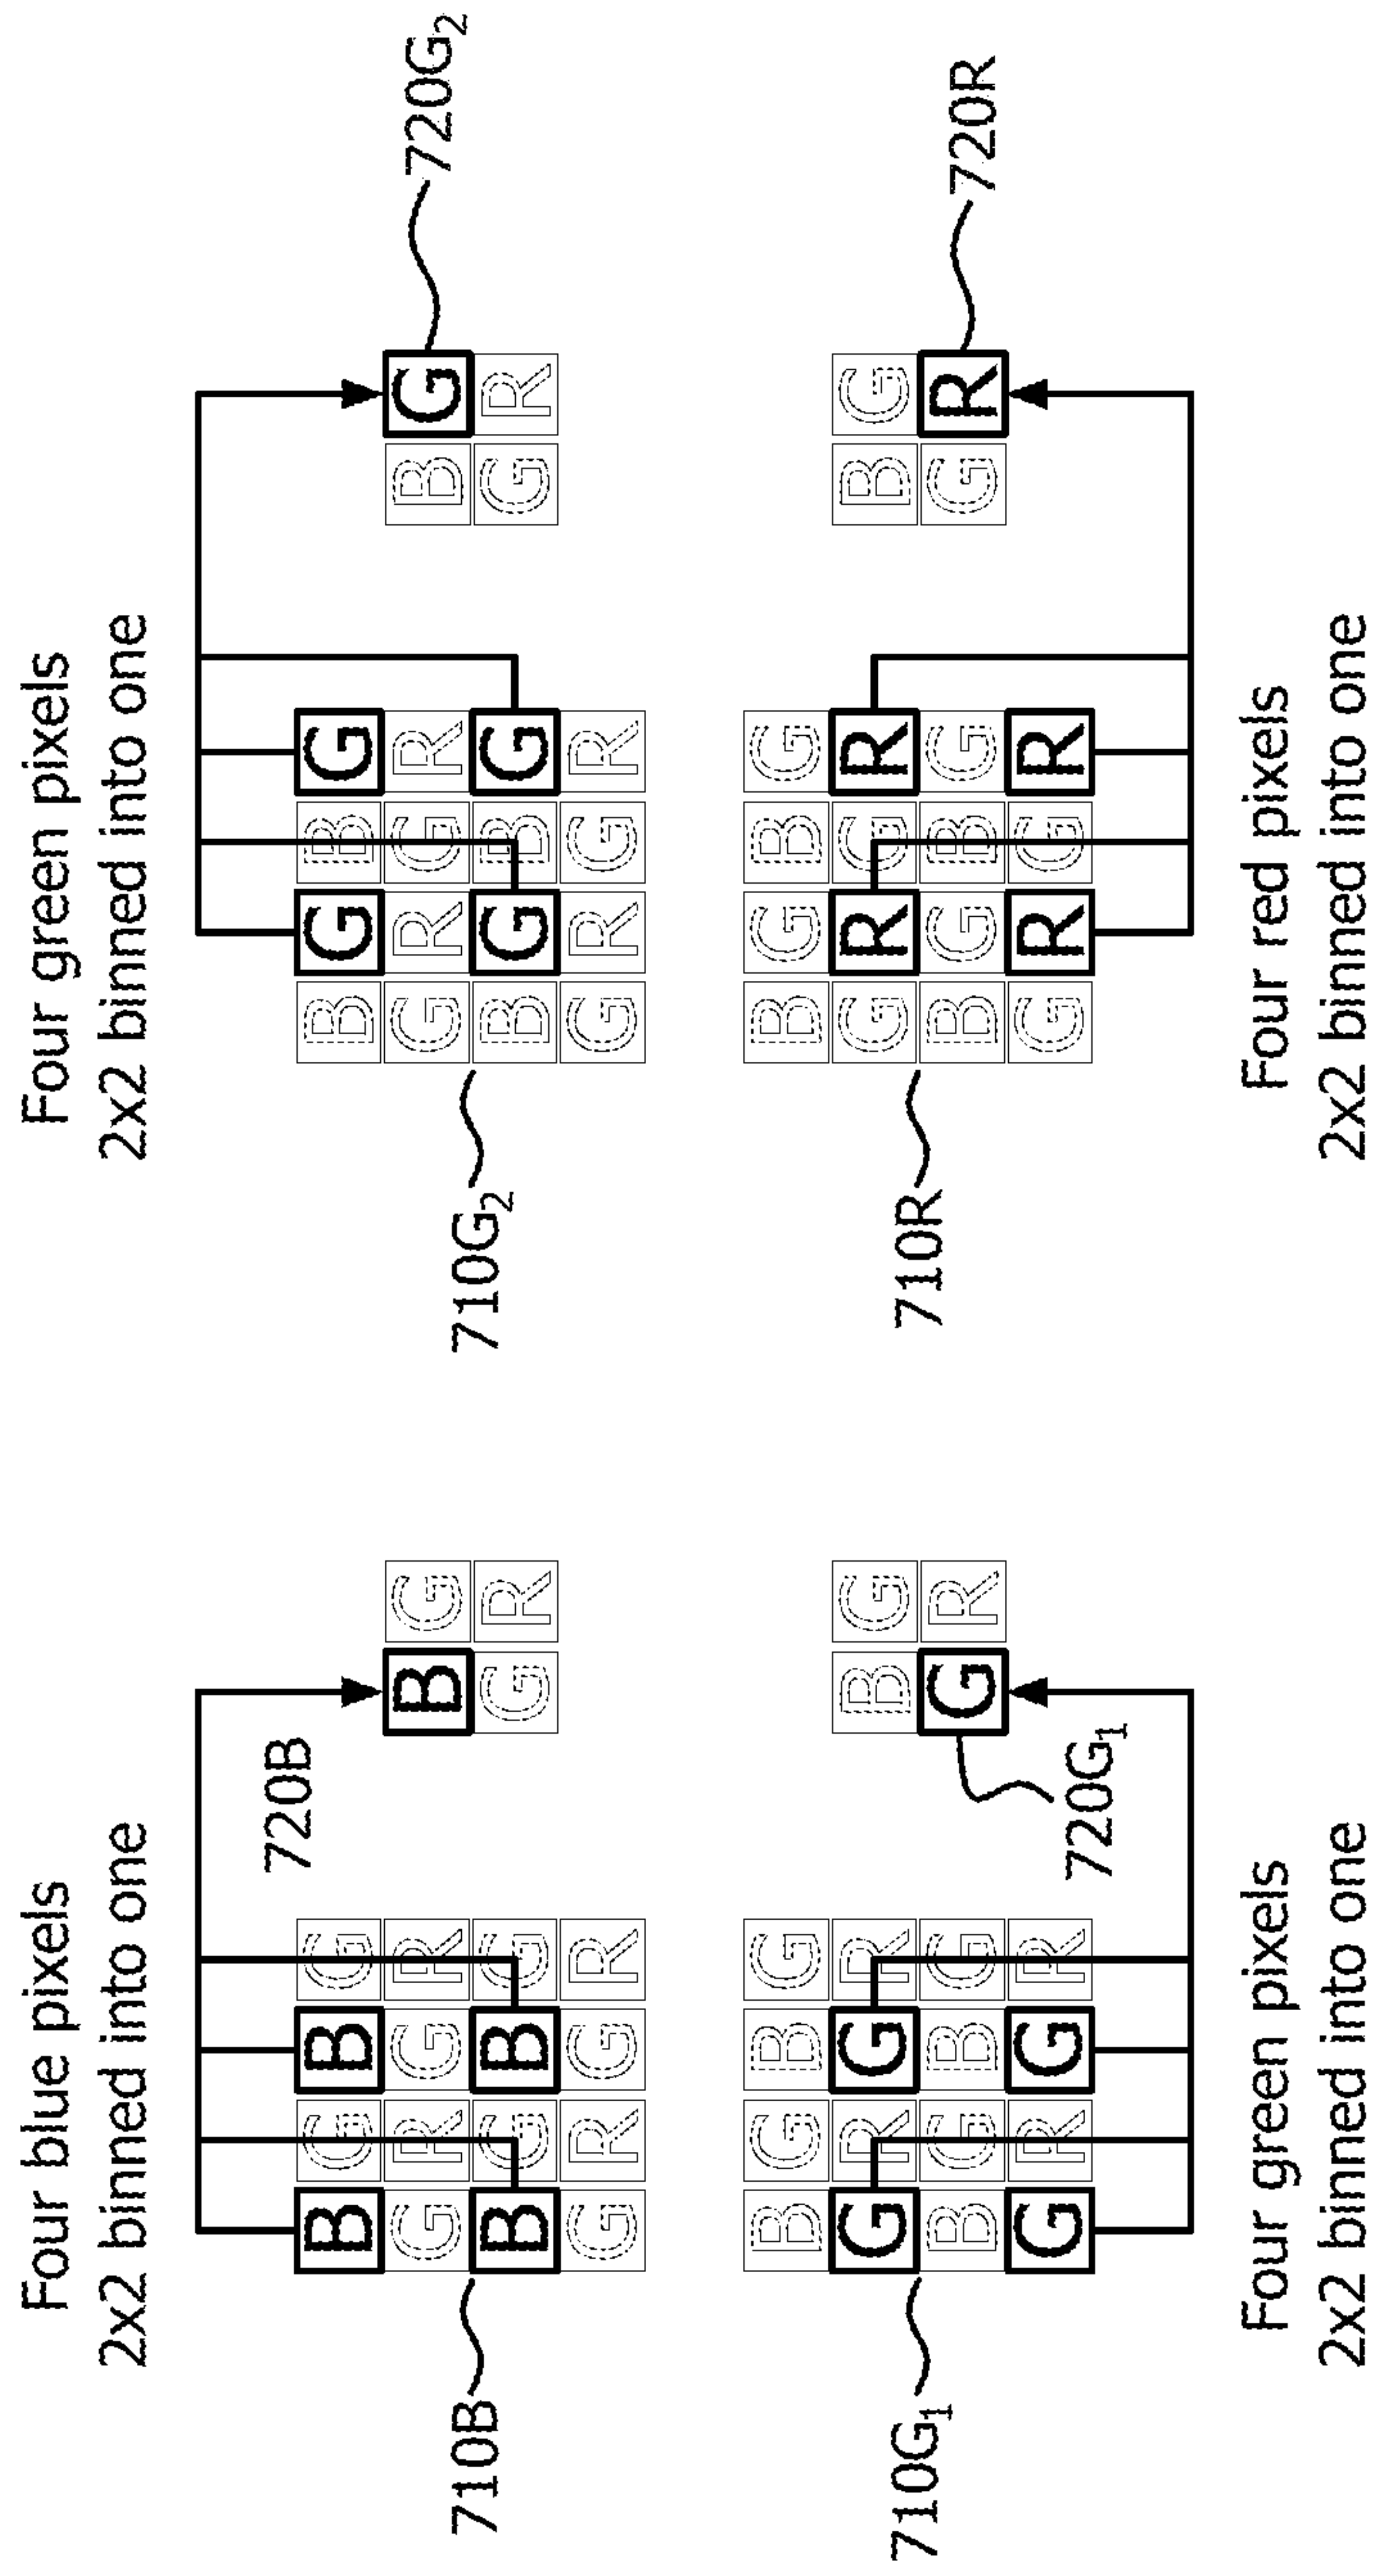 Four blue pixels
2x2 binned into one
720B
B G B G
G R G R
B G B G
G R G R
B G
G R
710B
Four green pixels
2x2 binned into one
B G B G
G R G R
B G B G
G R G R
B G
G R
710G₂
720G₂
B G B G
G R G R
B G B G
G R G R
B G
G R
710G₁
720G₁
Four green pixels
2x2 binned into one
B G B G
G R G R
B G B G
G R G R
B G
G R
710R
720R
Four red pixels
2x2 binned into one